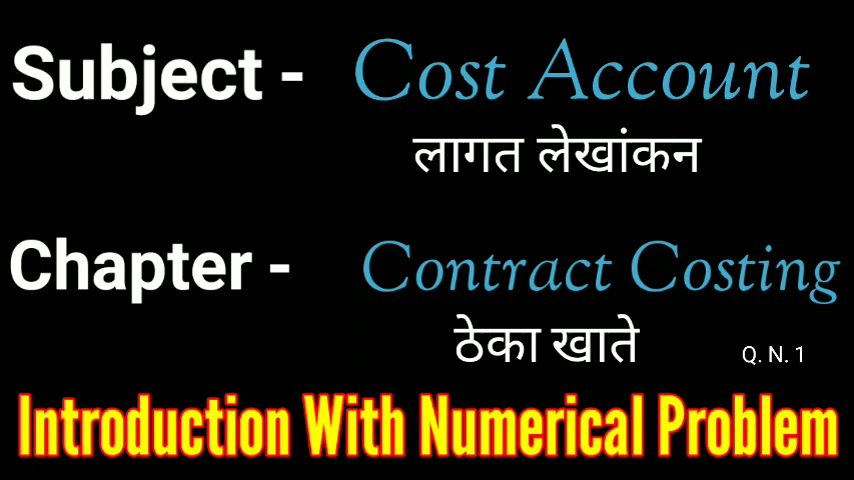 Subject - Cost Account
लागत लेखांकन
Chapter - Contract Costing
ठेका खाते
Q. N. 1
Introduction With Numerical Problem